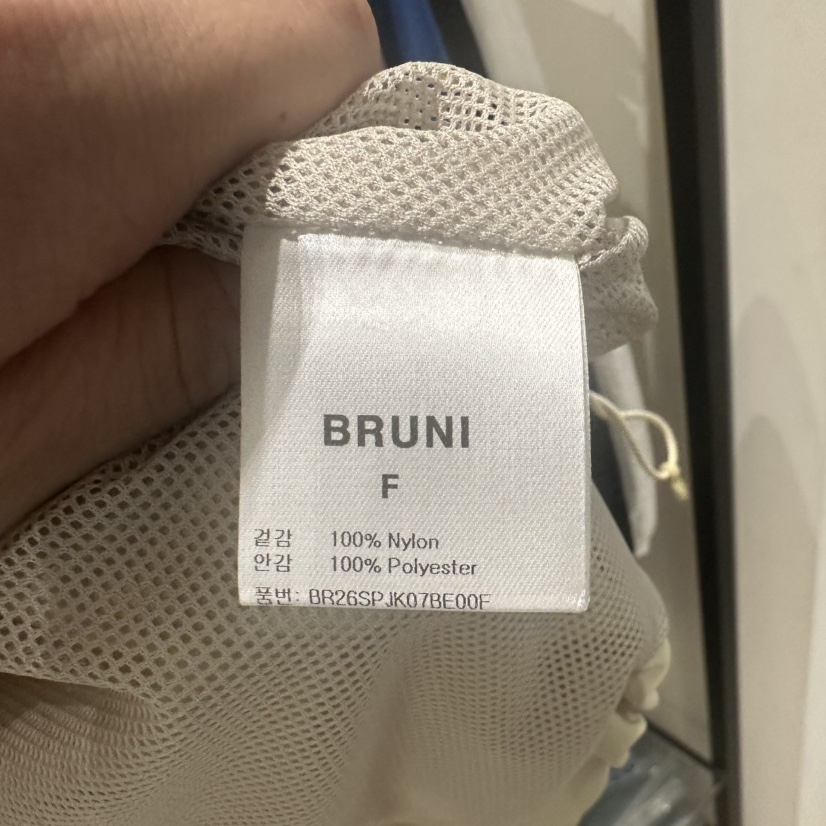 BRUNI
F
겉감 100% Nylon
안감 100% Polyester
품번: BR26SPJK07BE00F